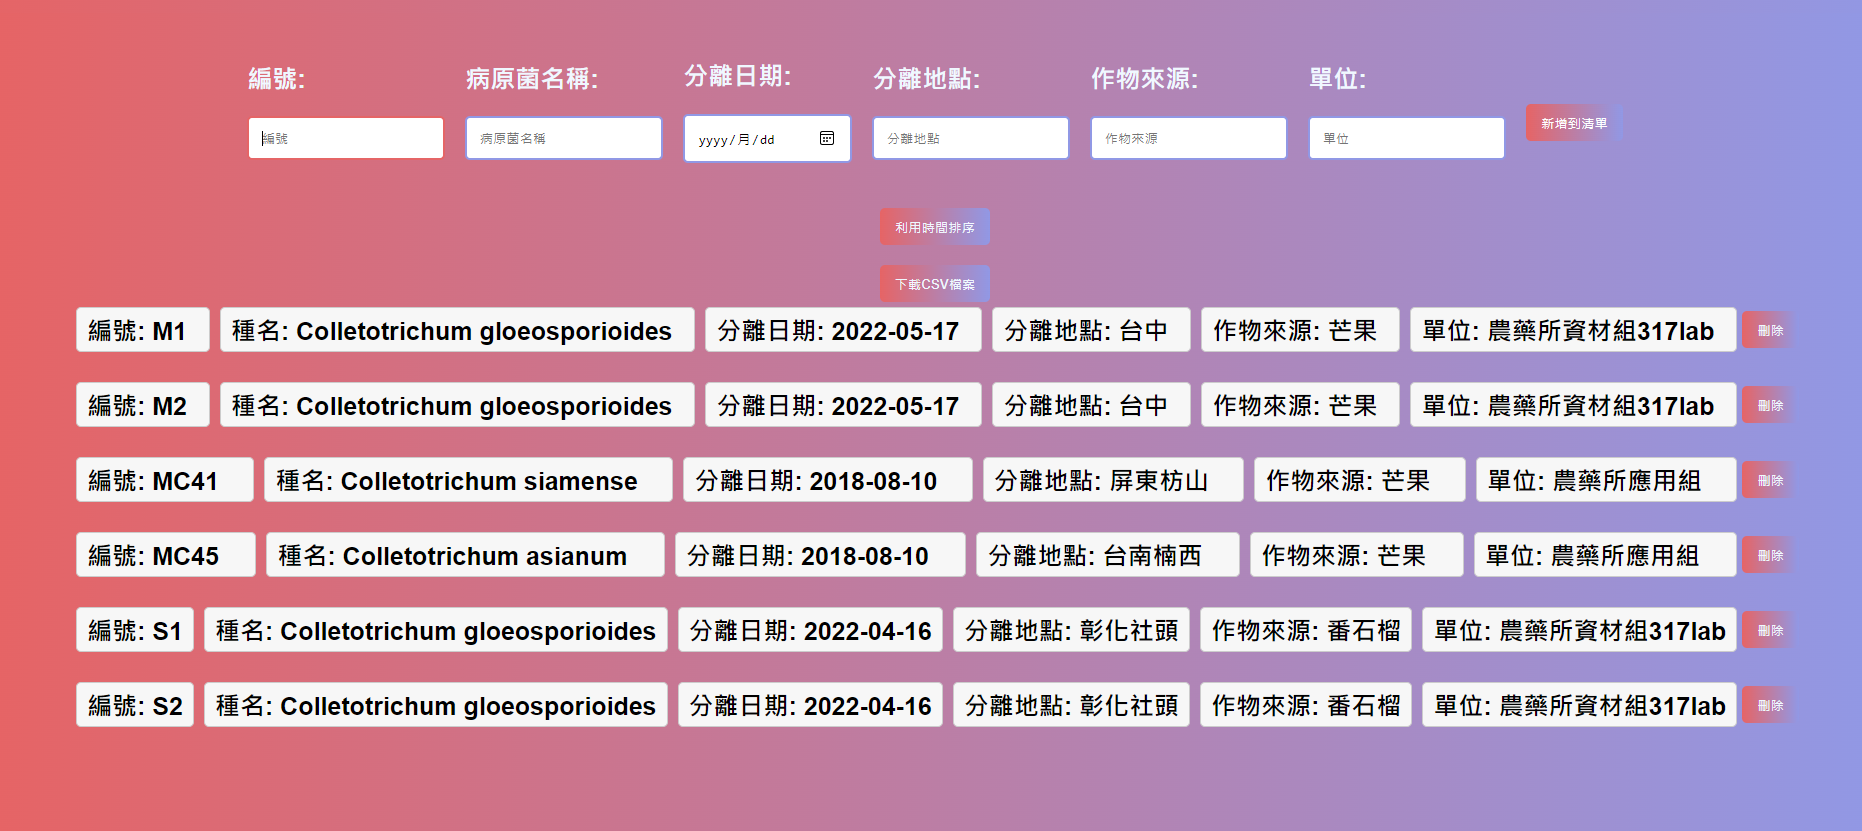 編號: 病原菌名稱: 分離日期: 分離地點: 作物來源: 單位:
編號 病原菌名稱 yyyy/月/dd 分離地點 作物來源 單位 新增到清單
利用時間排序
下載CSV檔案
編號: M1 種名: Colletotrichum gloeosporioides 分離日期: 2022-05-17 分離地點: 台中 作物來源: 芒果 單位: 農藥所資材組317lab 刪除
編號: M2 種名: Colletotrichum gloeosporioides 分離日期: 2022-05-17 分離地點: 台中 作物來源: 芒果 單位: 農藥所資材組317lab 刪除
編號: MC41 種名: Colletotrichum siamense 分離日期: 2018-08-10 分離地點: 屏東枋山 作物來源: 芒果 單位: 農藥所應用組 刪除
編號: MC45 種名: Colletotrichum asianum 分離日期: 2018-08-10 分離地點: 台南楠西 作物來源: 芒果 單位: 農藥所應用組 刪除
編號: S1 種名: Colletotrichum gloeosporioides 分離日期: 2022-04-16 分離地點: 彰化社頭 作物來源: 番石榴 單位: 農藥所資材組317lab 刪除
編號: S2 種名: Colletotrichum gloeosporioides 分離日期: 2022-04-16 分離地點: 彰化社頭 作物來源: 番石榴 單位: 農藥所資材組317lab 刪除